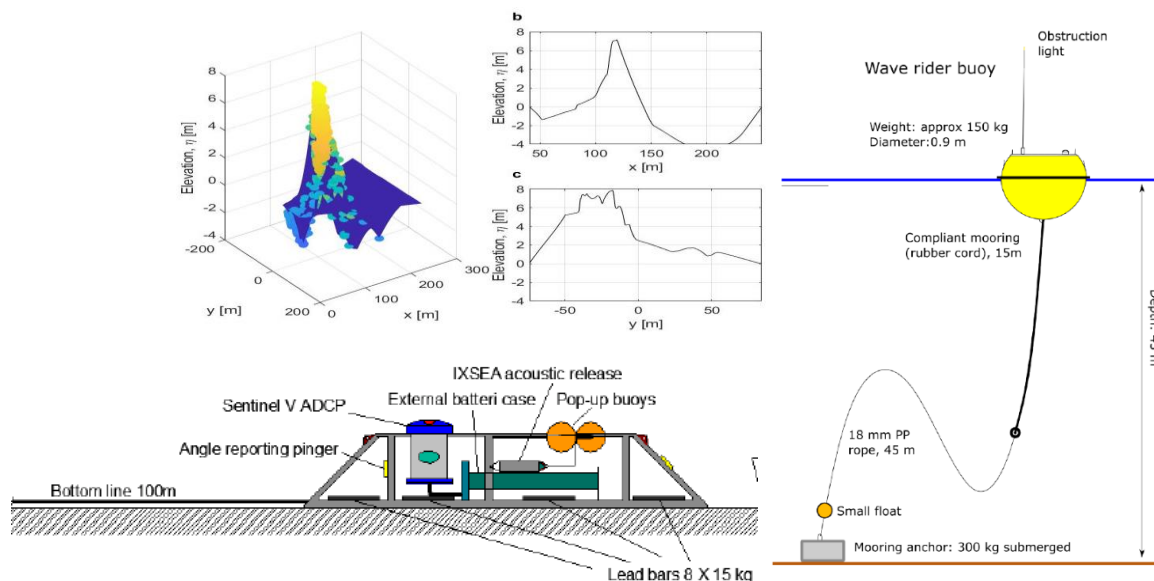 8
6
4
2
0
-2
-4
Elevation, η [m]
-200
0
200
y [m]
0
100
200
300
x [m]
b
8
6
4
2
0
-2
-4
Elevation, η [m]
50
100
150
200
x [m]
c
8
6
4
2
0
-2
-4
Elevation, η [m]
-50
0
50
y [m]
Obstruction
light
Wave rider buoy
Weight: approx 150 kg
Diameter:0.9 m
Compliant mooring
(rubber cord), 15m
18 mm PP
rope, 45 m
Small float
Mooring anchor: 300 kg submerged
IXSEA acoustic release
External batteri case
Pop-up buoys
Sentinel V ADCP
Angle reporting pinger
Bottom line 100m
Lead bars 8 X 15 kg